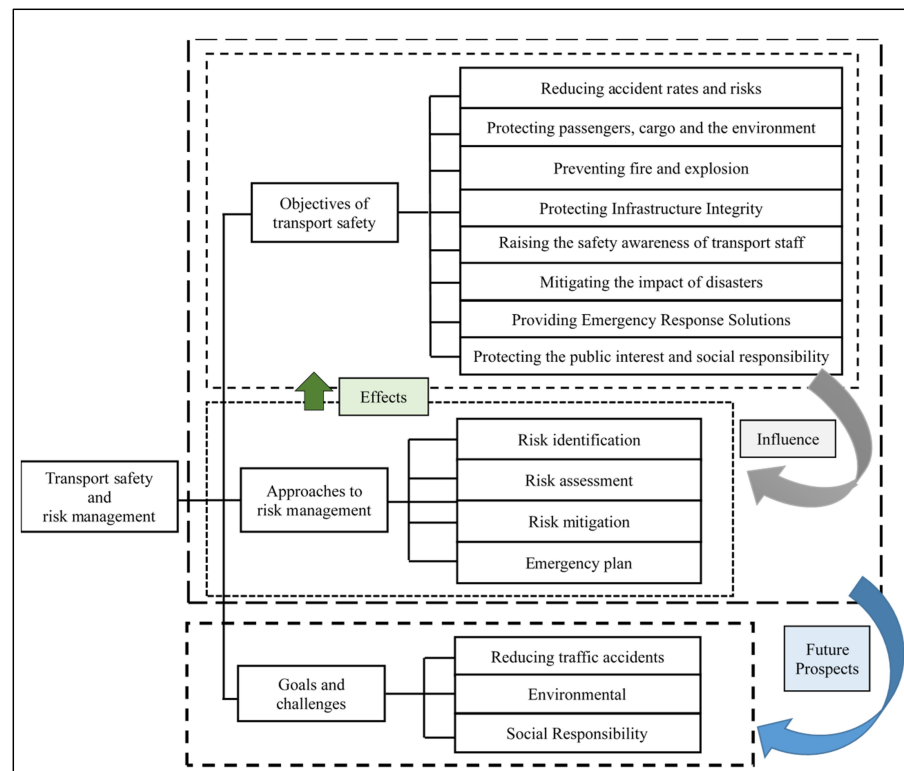 Reducing accident rates and risks
Protecting passengers, cargo and the environment
Preventing fire and explosion
Objectives of
transport safety
Protecting Infrastructure Integrity
Raising the safety awareness of transport staff
Mitigating the impact of disasters
Providing Emergency Response Solutions
Protecting the public interest and social responsibility
Effects
Influence
Transport safety
and
risk management
Approaches to
risk management
Risk identification
Risk assessment
Risk mitigation
Emergency plan
Future
Prospects
Goals and
challenges
Reducing traffic accidents
Environmental
Social Responsibility